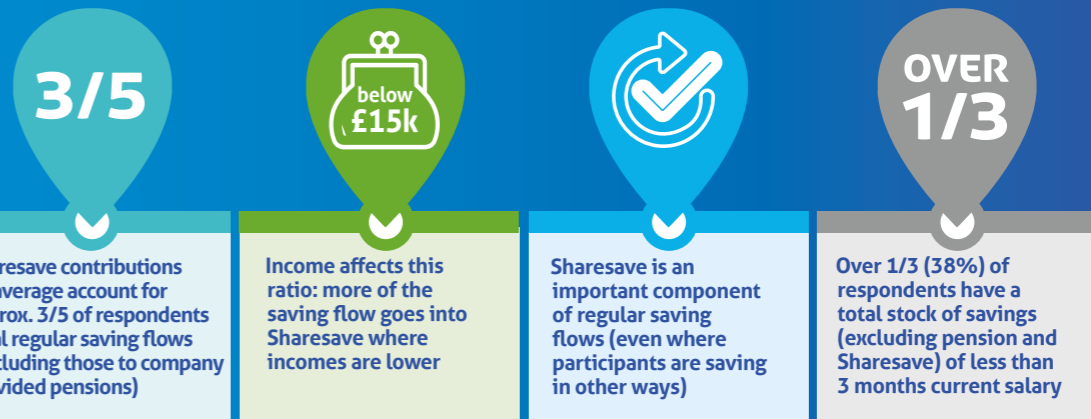 3/5
below
£15k
OVER
1/3
resave contributions
average account for
rox. 3/5 of respondents
l regular saving flows
cluding those to company
vided pensions)
Income affects this
ratio: more of the
saving flow goes into
Sharesave where
incomes are lower
Sharesave is an
important component
of regular saving
flows (even where
participants are saving
in other ways)
Over 1/3 (38%) of
respondents have a
total stock of savings
(excluding pension and
Sharesave) of less than
3 months current salary